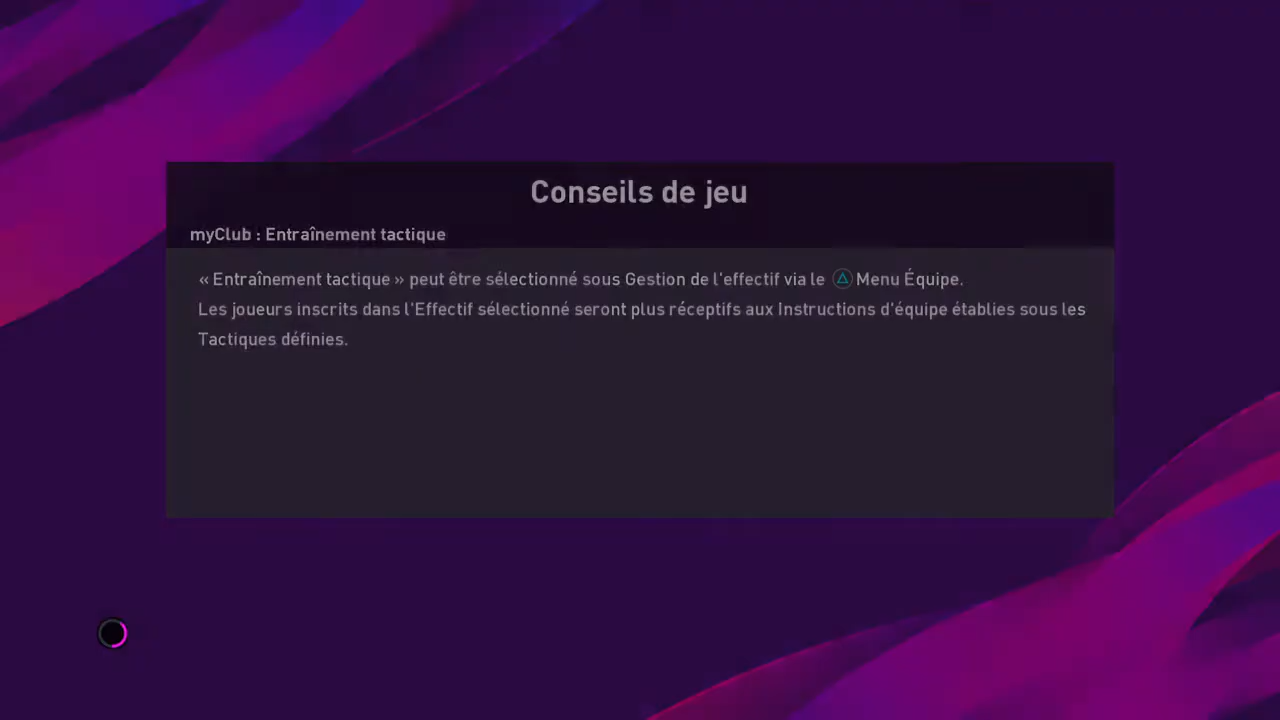 Conseils de jeu
myClub : Entraînement tactique
« Entraînement tactique » peut être sélectionné sous Gestion de l'effectif via le Menu Équipe.
Les joueurs inscrits dans l'Effectif sélectionné seront plus réceptifs aux Instructions d'équipe établies sous les
Tactiques définies.